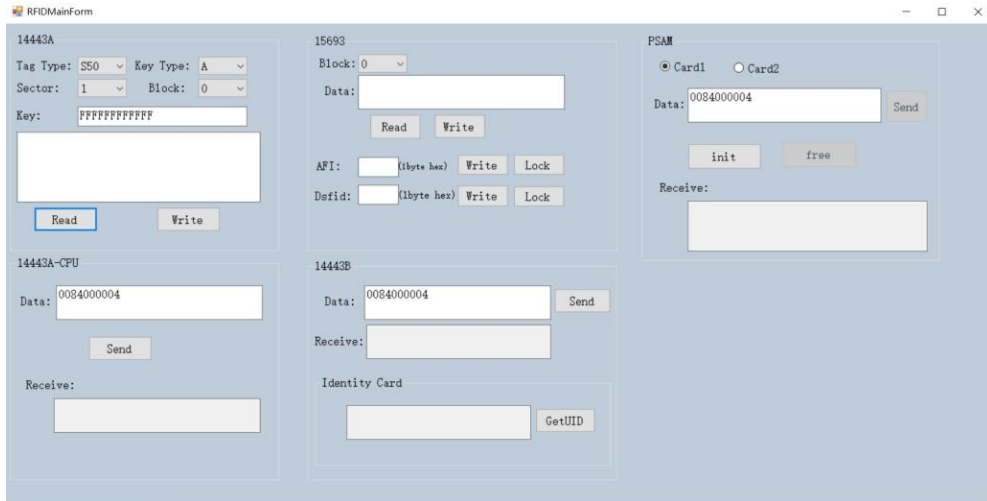 RFIDMainForm
14443A
Tag Type: S50 Key Type: A
Sector: 1 Block: 0
Key: FFFFFFFFFFFF
Read Write
14443A-CPU
Data: 0084000004
Send
Receive:
15693
Block: 0
Data:
Read Write
AFI: (1byte hex) Write Lock
Dsfid: (1byte hex) Write Lock
14443B
Data: 0084000004 Send
Receive:
Identity Card
GetUID
PSAM
Card1 Card2
Data: 0084000004 Send
init free
Receive: